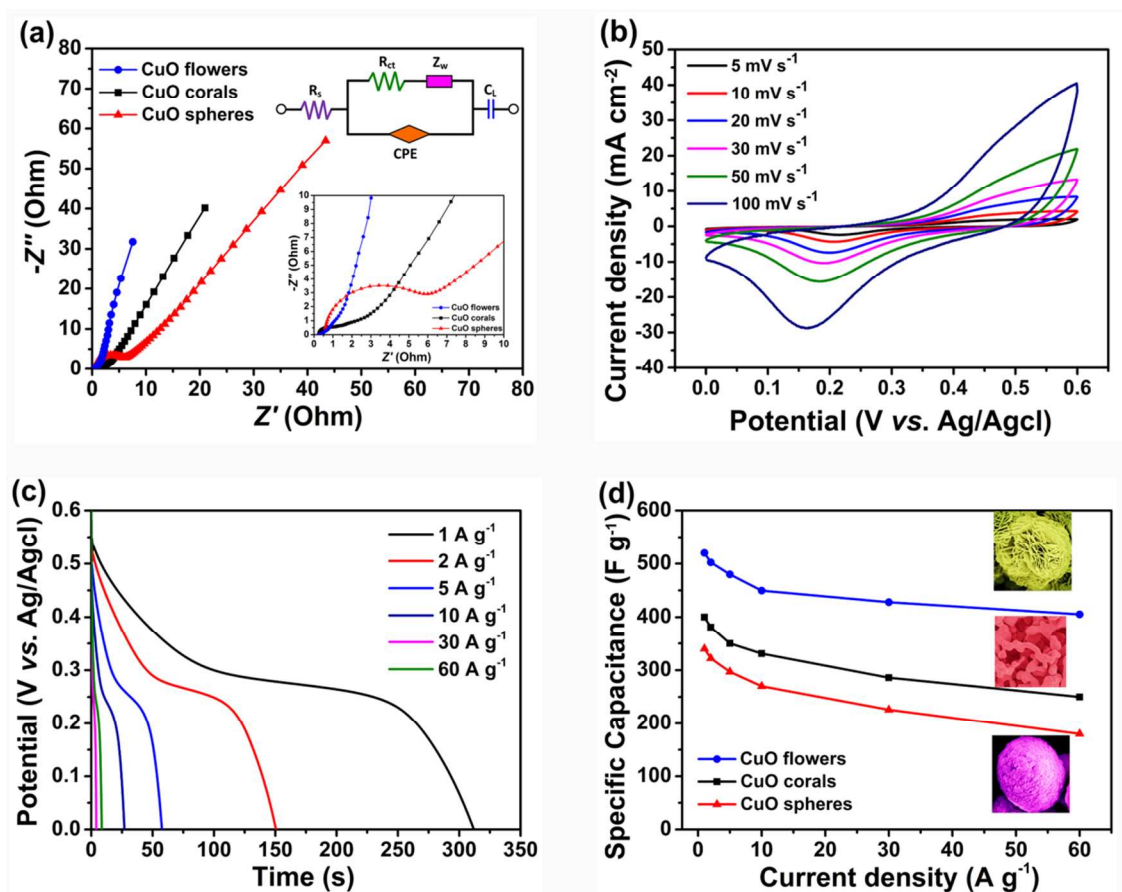 (a)
80
70
60
50
40
30
20
10
0
-Z'' (Ohm)
0 10 20 30 40 50 60 70 80
Z' (Ohm)
CuO flowers
CuO corals
CuO spheres
Rs
Rct
Zw
CL
CPE
10
9
8
7
6
5
4
3
2
1
0
-Z'' (Ohm)
0 1 2 3 4 5 6 7 8 9 10
Z' (Ohm)
CuO flowers
CuO corals
CuO spheres
(b)
50
40
30
20
10
0
-10
-20
-30
-40
Current density (mA cm⁻²)
5 mV s⁻¹
10 mV s⁻¹
20 mV s⁻¹
30 mV s⁻¹
50 mV s⁻¹
100 mV s⁻¹
0.0 0.1 0.2 0.3 0.4 0.5 0.6
Potential (V vs. Ag/Agcl)
(c)
0.6
0.5
0.4
0.3
0.2
0.1
0.0
Potential (V vs. Ag/Agcl)
1 A g⁻¹
2 A g⁻¹
5 A g⁻¹
10 A g⁻¹
30 A g⁻¹
60 A g⁻¹
0 50 100 150 200 250 300 350
Time (s)
(d)
600
500
400
300
200
100
0
Specific Capacitance (F g⁻¹)
CuO flowers
CuO corals
CuO spheres
0 10 20 30 40 50 60
Current density (A g⁻¹)